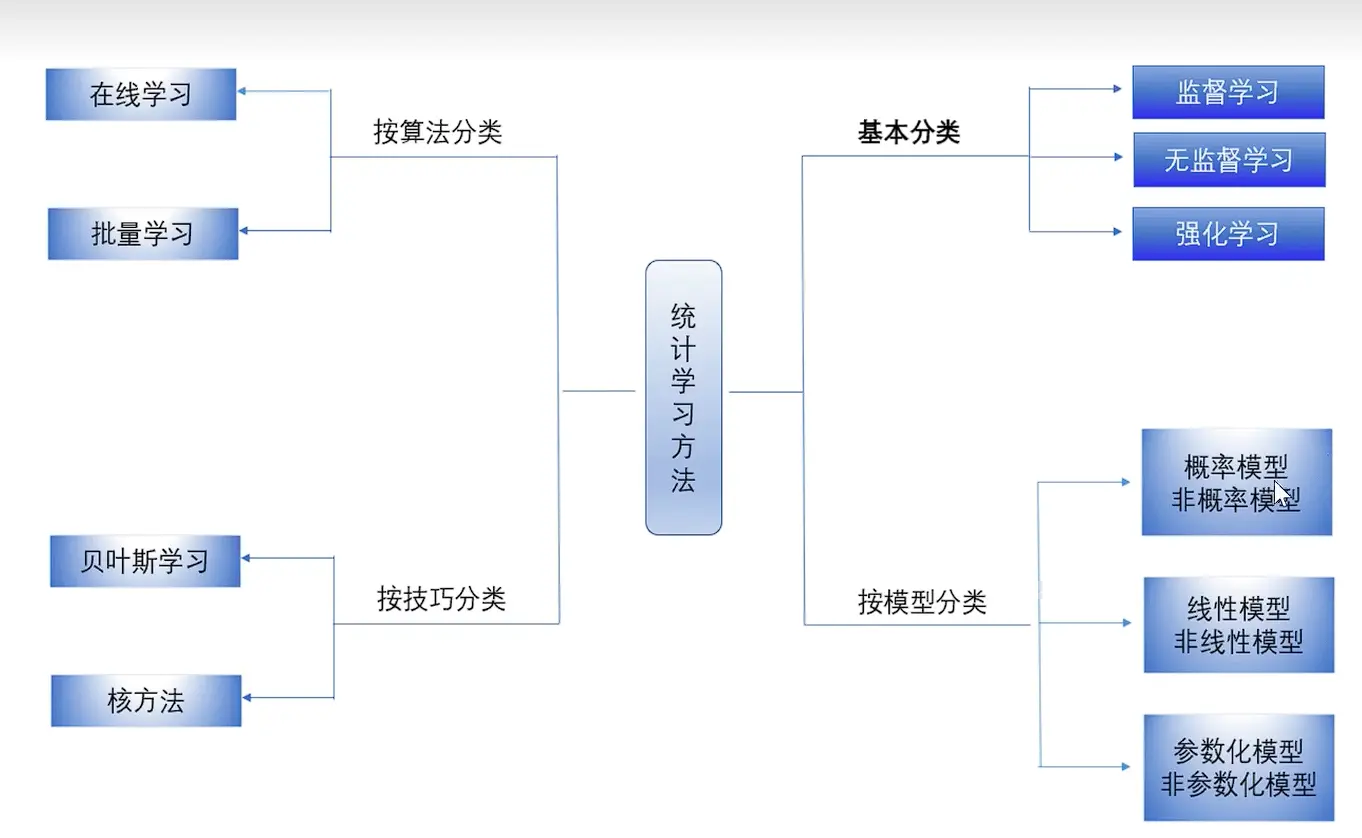 在线学习
按算法分类
批量学习
基本分类
监督学习
无监督学习
强化学习
统
计
学
习
方
法
贝叶斯学习
按技巧分类
核方法
按模型分类
概率模型
非概率模型
线性模型
非线性模型
参数化模型
非参数化模型